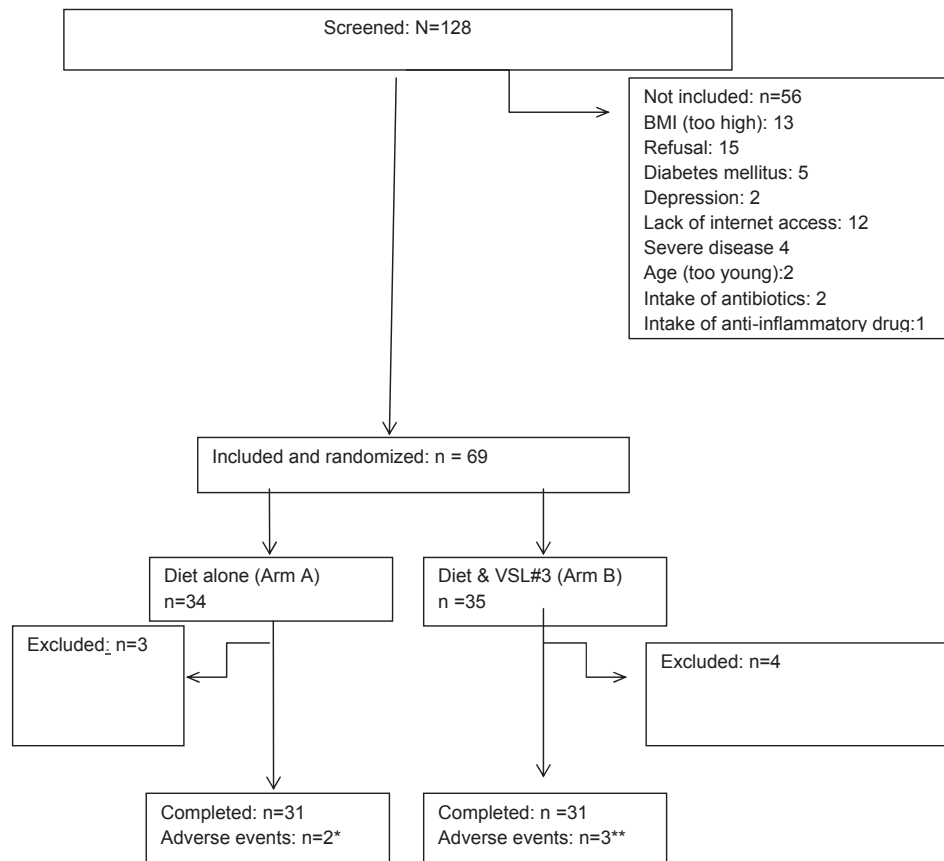 Screened: N=128
Not included: n=56
BMI (too high): 13
Refusal: 15
Diabetes mellitus: 5
Depression: 2
Lack of internet access: 12
Severe disease 4
Age (too young):2
Intake of antibiotics: 2
Intake of anti-inflammatory drug:1
Included and randomized: n = 69
Diet alone (Arm A)
n=34
Diet & VSL#3 (Arm B)
n =35
Excluded: n=3
Excluded: n=4
Completed: n=31
Adverse events: n=2*
Completed: n =31
Adverse events: n=3**